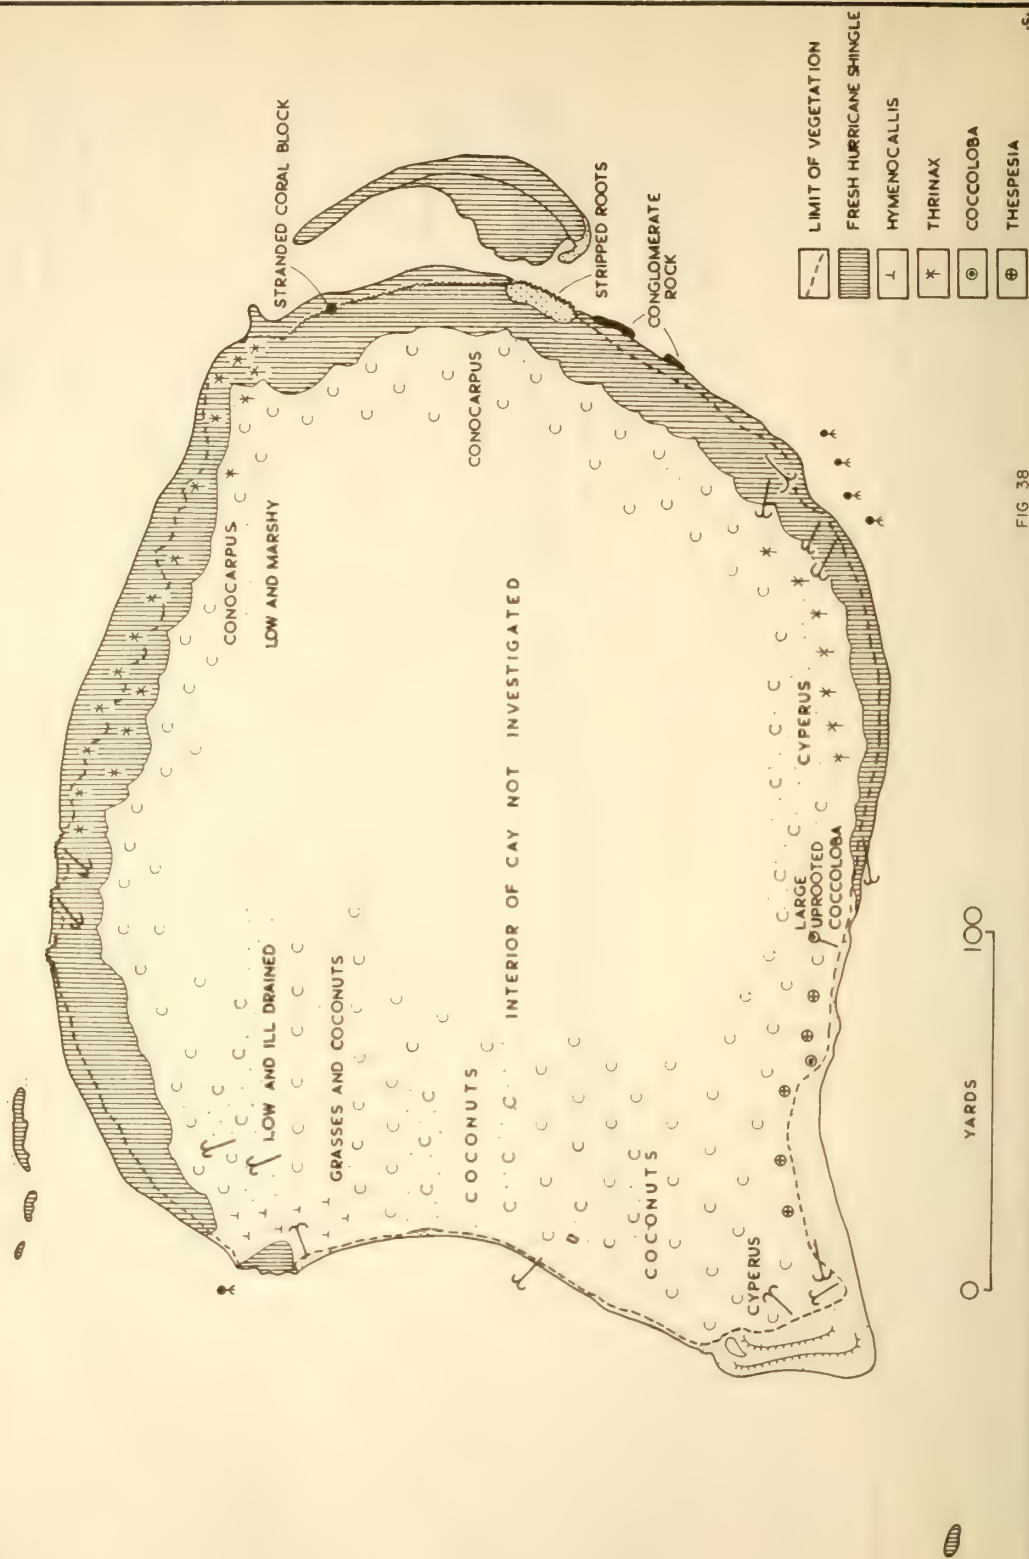 STRANDED CORAL BLOCK
STRIPPED ROOTS
CONGLOMERATE
ROCK
CONOCARPUS
CONOCARPUS
LOW AND MARSHY
INTERIOR OF CAY NOT INVESTIGATED
CYPERUS
LARGE
UPROOTED
COCCOLOBA
LOW AND ILL DRAINED
GRASSES AND COCONUTS
COCONUTS
COCONUTS
CYPERUS
LIMIT OF VEGETATION
FRESH HURRICANE SHINGLE
HYMENOCALLIS
THRINAX
COCCOLOBA
THESPESIA
0 100
YARDS
FIG 38